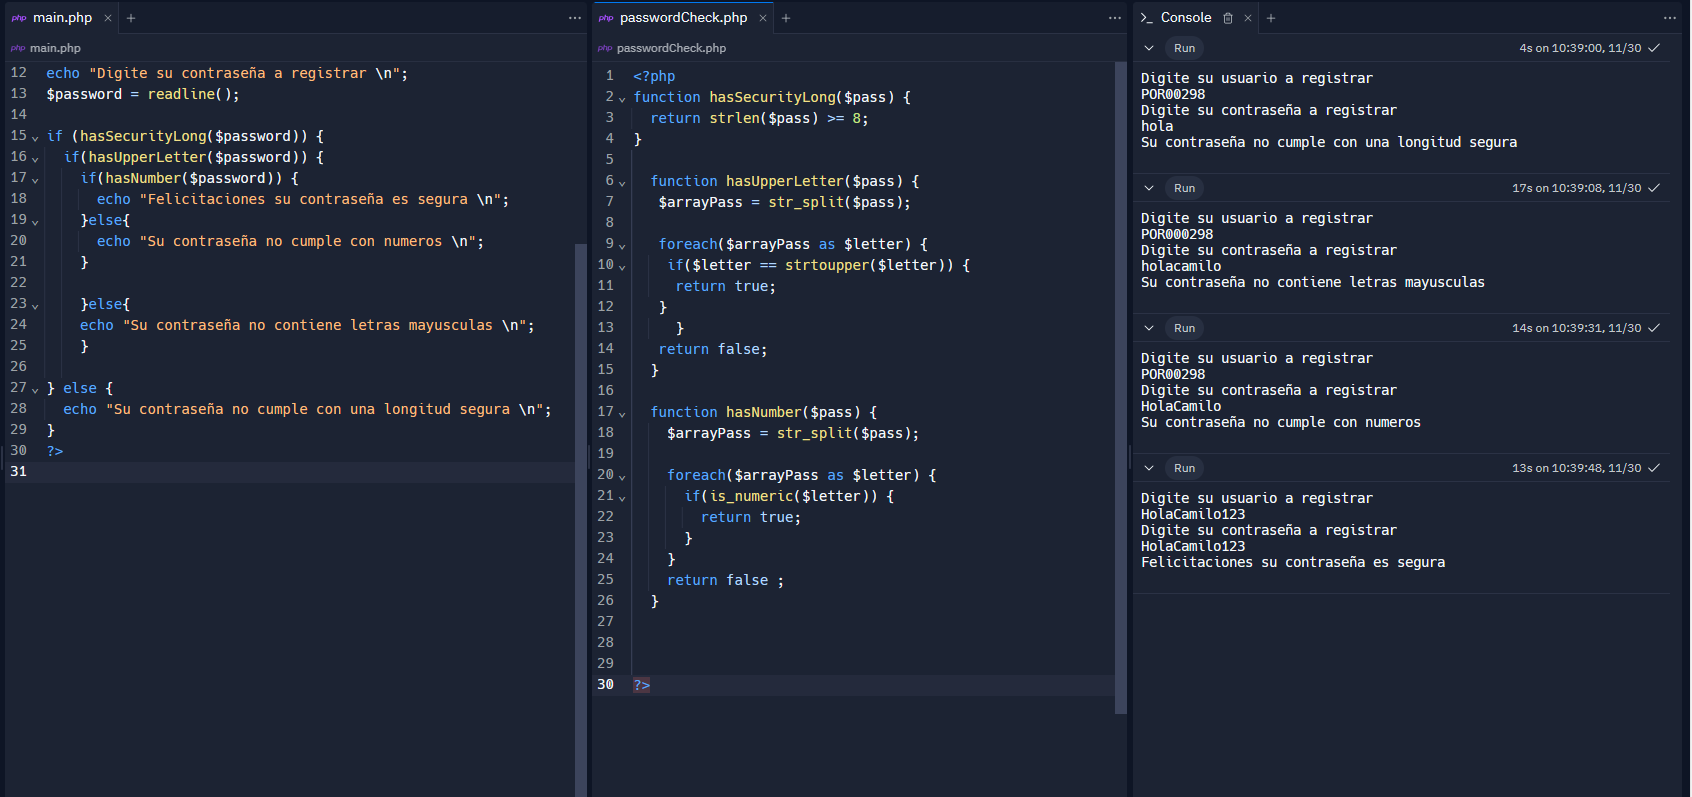 php main.php × +
php main.php
12 echo "Digite su contraseña a registrar \n";
13 $password = readline();
14
15 if (hasSecurityLong($password)) {
16 if(hasUpperLetter($password)) {
17 if(hasNumber($password)) {
18 echo "Felicitaciones su contraseña es segura \n";
19 }else{
20 echo "Su contraseña no cumple con numeros \n";
21 }
22
23 }else{
24 echo "Su contraseña no contiene letras mayusculas \n";
25 }
26
27 } else {
28 echo "Su contraseña no cumple con una longitud segura \n";
29 }
30 ?>
31
php passwordCheck.php × +
php passwordCheck.php
1 <?php
2 function hasSecurityLong($pass) {
3 return strlen($pass) >= 8;
4 }
5
6 function hasUpperLetter($pass) {
7 $arrayPass = str_split($pass);
8
9 foreach($arrayPass as $letter) {
10 if($letter == strtoupper($letter)) {
11 return true;
12 }
13 }
14 return false;
15 }
16
17 function hasNumber($pass) {
18 $arrayPass = str_split($pass);
19
20 foreach($arrayPass as $letter) {
21 if(is_numeric($letter)) {
22 return true;
23 }
24 }
25 return false ;
26 }
27
28
29
30 ?>
Console × +
Run 4s on 10:39:00, 11/30
Digite su usuario a registrar
POR00298
Digite su contraseña a registrar
hola
Su contraseña no cumple con una longitud segura
Run 17s on 10:39:08, 11/30
Digite su usuario a registrar
POR000298
Digite su contraseña a registrar
holacamilo
Su contraseña no contiene letras mayusculas
Run 14s on 10:39:31, 11/30
Digite su usuario a registrar
POR00298
Digite su contraseña a registrar
HolaCamilo
Su contraseña no cumple con numeros
Run 13s on 10:39:48, 11/30
Digite su usuario a registrar
HolaCamilo123
Digite su contraseña a registrar
HolaCamilo123
Felicitaciones su contraseña es segura